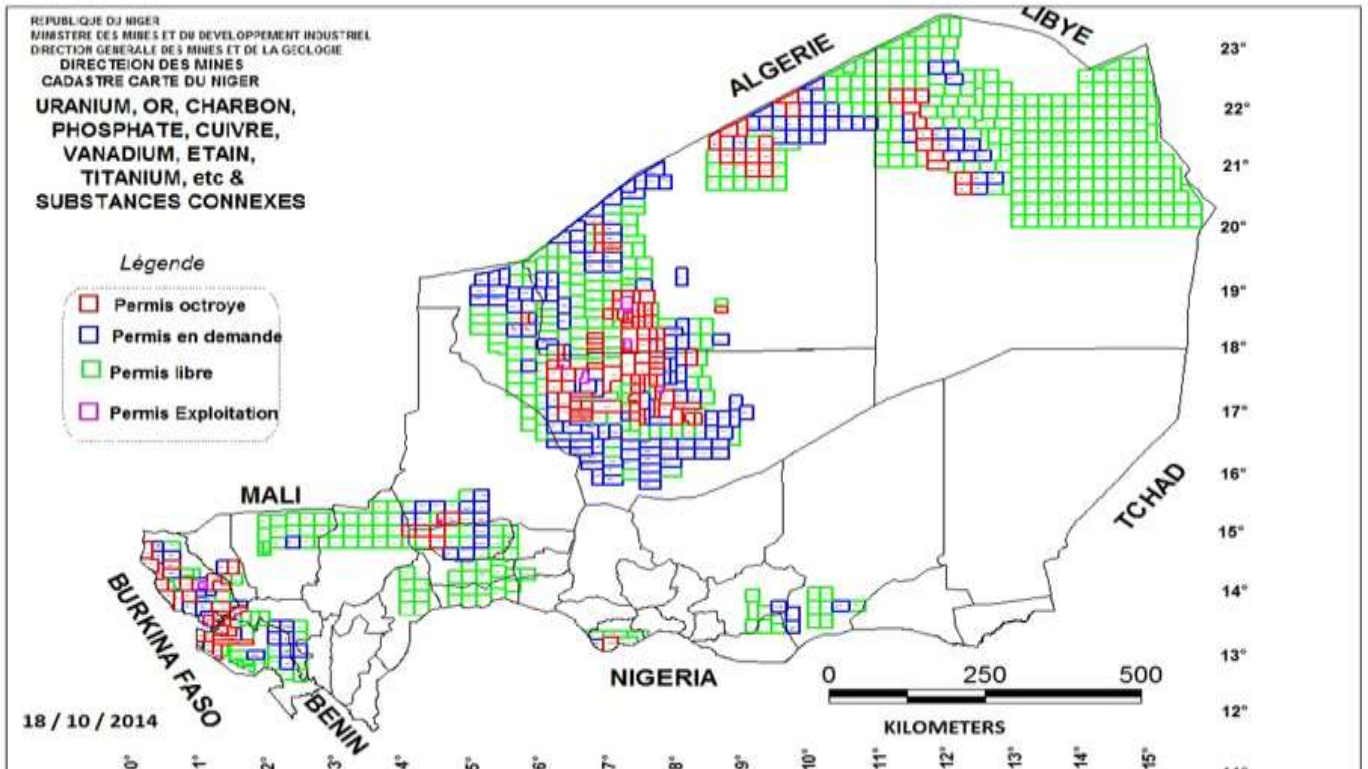 REPUBLIQUE DU NIGER
MINISTERE DES MINES ET DU DEVELOPPEMENT INDUSTRIEL
DIRECTION GENERALE DES MINES ET DE LA GEOLOGIE
DIRECTEION DES MINES
CADASTRE CARTE DU NIGER
URANIUM, OR, CHARBON,
PHOSPHATE, CUIVRE,
VANADIUM, ETAIN,
TITANIUM, etc &
SUBSTANCES CONNEXES
Légende
Permis octroye
Permis en demande
Permis libre
Permis Exploitation
ALGERIE
LIBYE
MALI
TCHAD
BURKINA FASO
BENIN
NIGERIA
23°
22°
21°
20°
19°
18°
17°
16°
15°
14°
13°
12°
0 250 500
KILOMETERS
18 / 10 / 2014
0° 1° 2° 3° 4° 5° 6° 7° 8° 9° 10° 11° 12° 13° 14° 15°